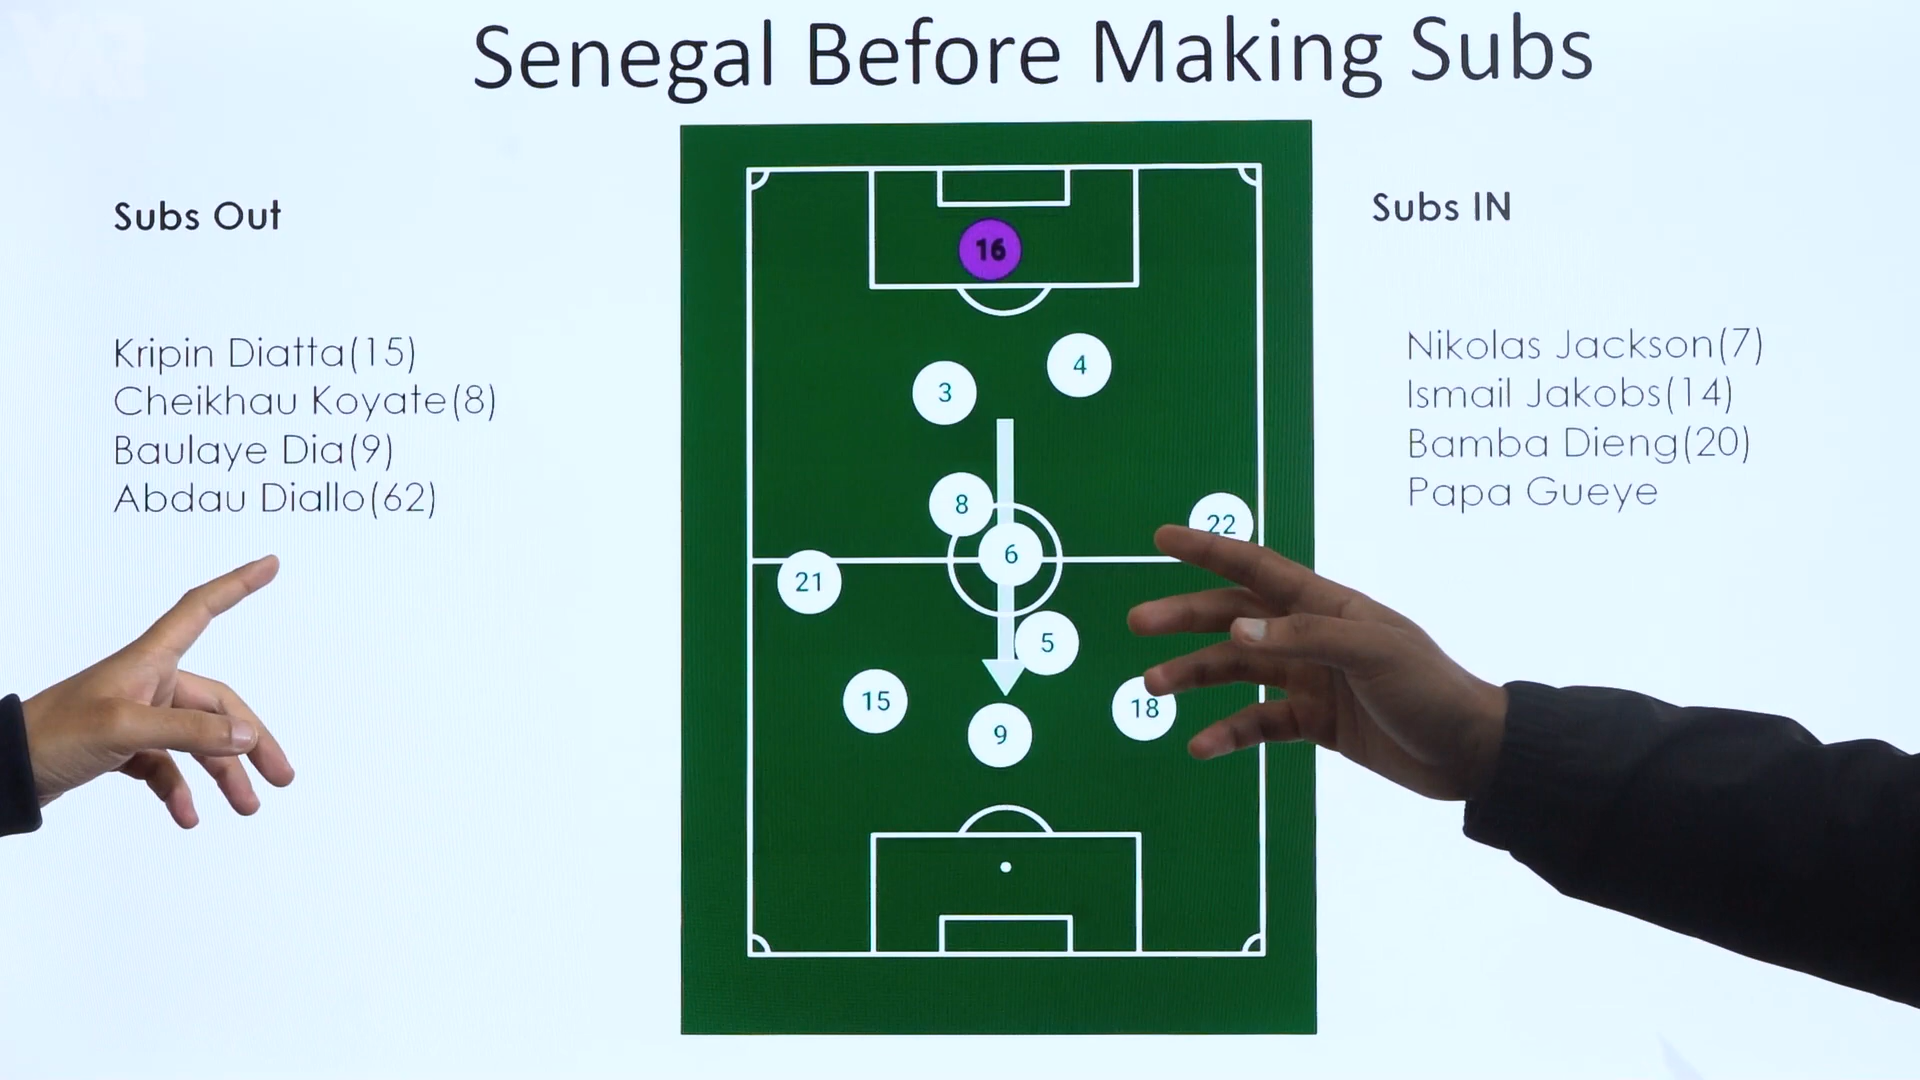 Senegal Before Making Subs
Subs Out
Kripin Diatta(15)
Cheikhau Koyate(8)
Baulaye Dia(9)
Abdau Diallo(62)
16
4
3
8
22
6
21
5
15
18
9
Subs IN
Nikolas Jackson(7)
Ismail Jakobs(14)
Bamba Dieng(20)
Papa Gueye